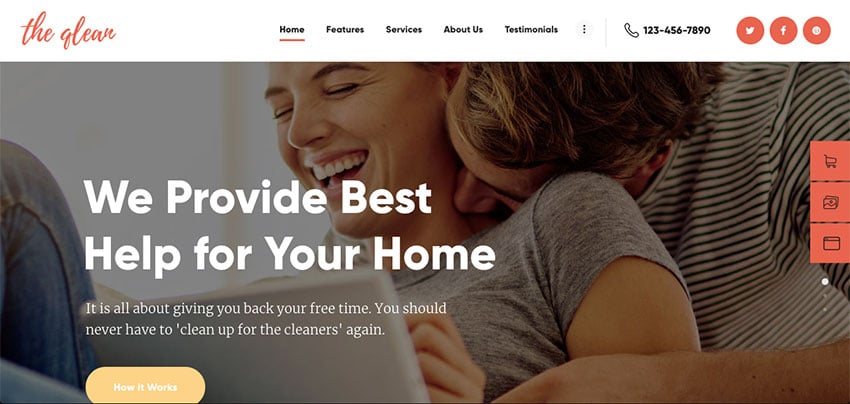 the qlean
Home Features Services About Us Testimonials
123-456-7890
We Provide Best
Help for Your Home
It is all about giving you back your free time. You should
never have to 'clean up for the cleaners' again.
How it Works